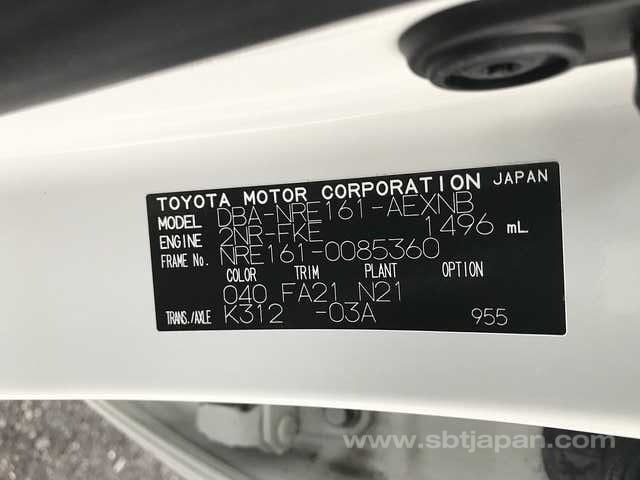 TOYOTA MOTOR CORPORATION JAPAN
MODEL DBA-NRE161-AEXNB
ENGINE 2NR-FKE 1496 mL
FRAME No. NRE161-0085360
COLOR TRIM PLANT OPTION
040 FA21 N21
TRANS./AXLE K312 -03A 955
www.sbtjapan.com